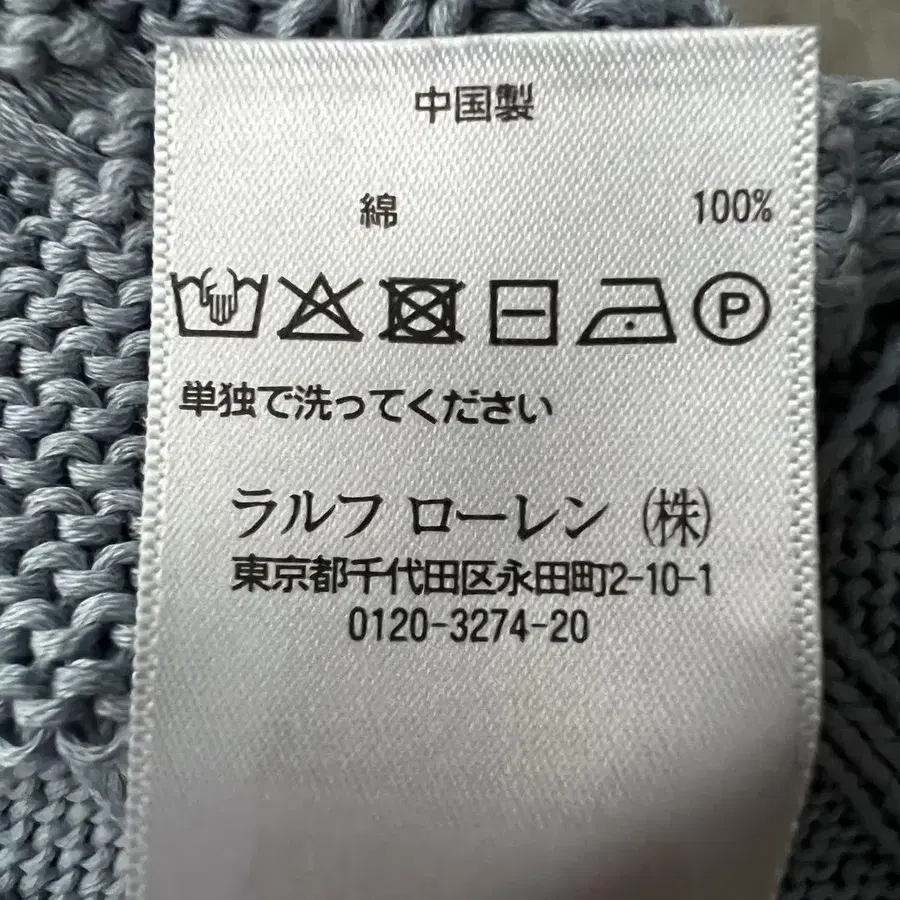 中国製
綿 100%
P
単独で洗ってください
ラルフ ローレン ㈱
東京都千代田区永田町2-10-1
0120-3274-20